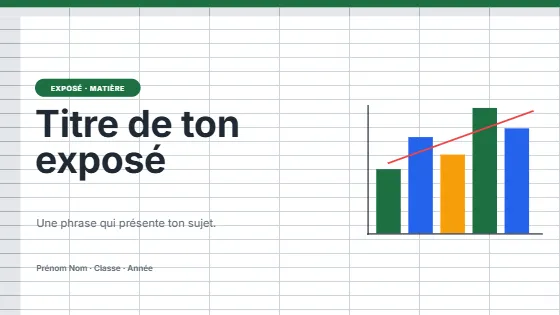 EXPOSÉ · MATIÈRE
Titre de ton
exposé
Une phrase qui présente ton sujet.
Prénom Nom · Classe · Année